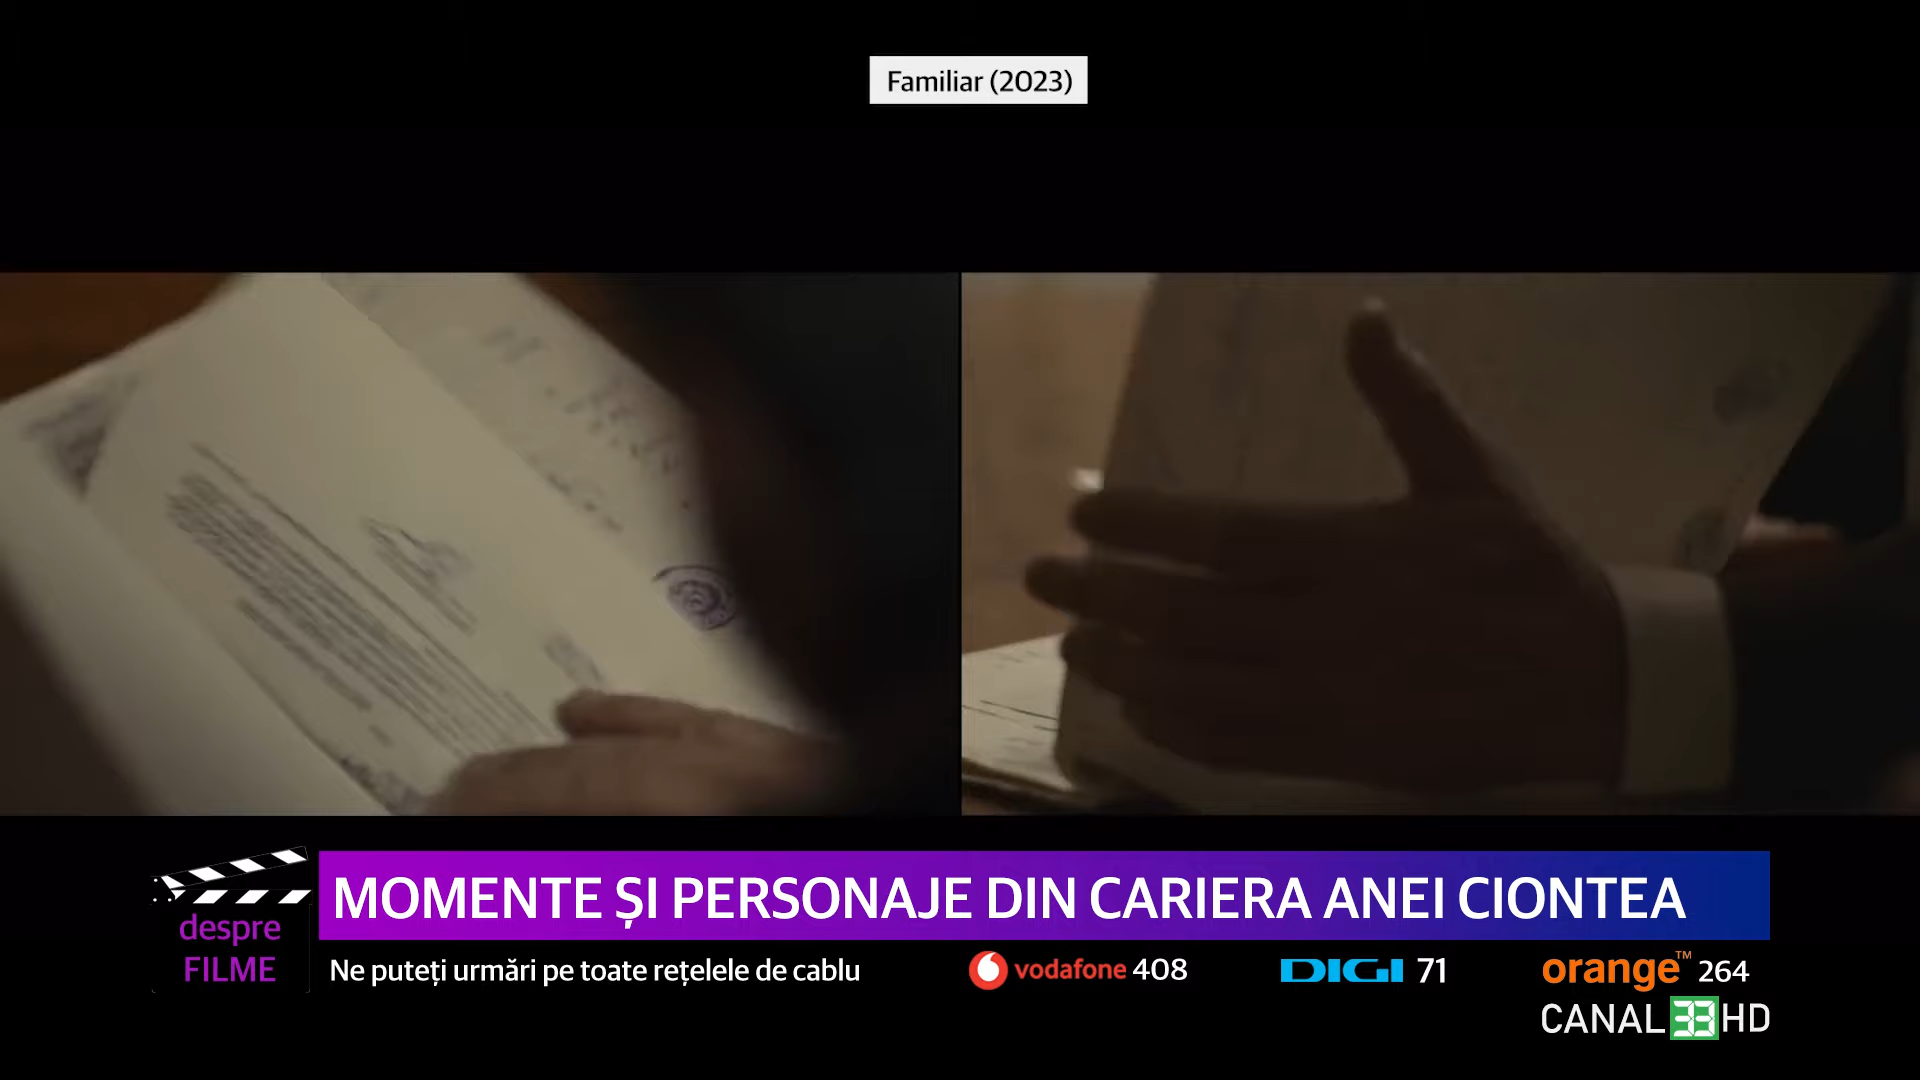 Familiar (2023)
MOMENTE ȘI PERSONAJE DIN CARIERA ANEI CIONTEA
despre
FILME
Ne puteți urmări pe toate rețelele de cablu
vodafone 408
DIGI 71
orange™ 264
CANAL 33 HD